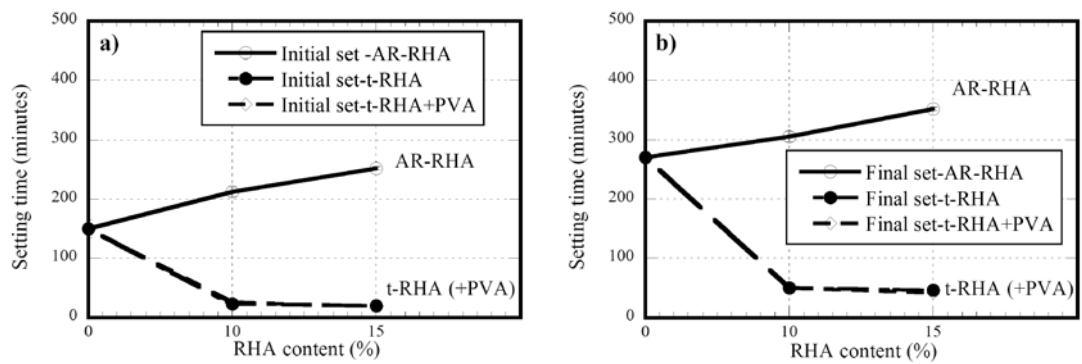 a)
500
400
300
200
100
0
Setting time (minutes)
Initial set -AR-RHA
Initial set-t-RHA
Initial set-t-RHA+PVA
AR-RHA
t-RHA (+PVA)
0 10 15
RHA content (%)
b)
500
400
300
200
100
0
Setting time (minutes)
AR-RHA
Final set-AR-RHA
Final set-t-RHA
Final set-t-RHA+PVA
t-RHA (+PVA)
0 10 15
RHA content (%)